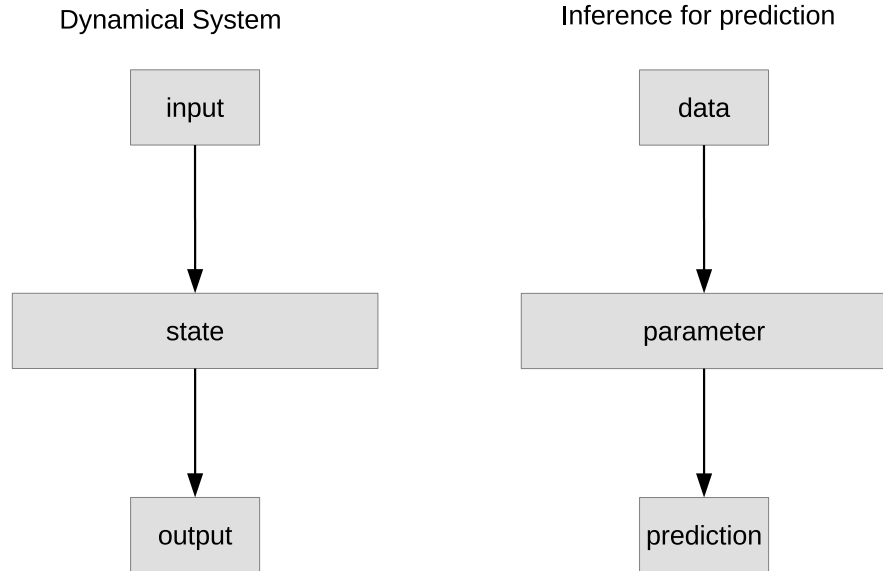 Dynamical System
input
state
output
Inference for prediction
data
parameter
prediction